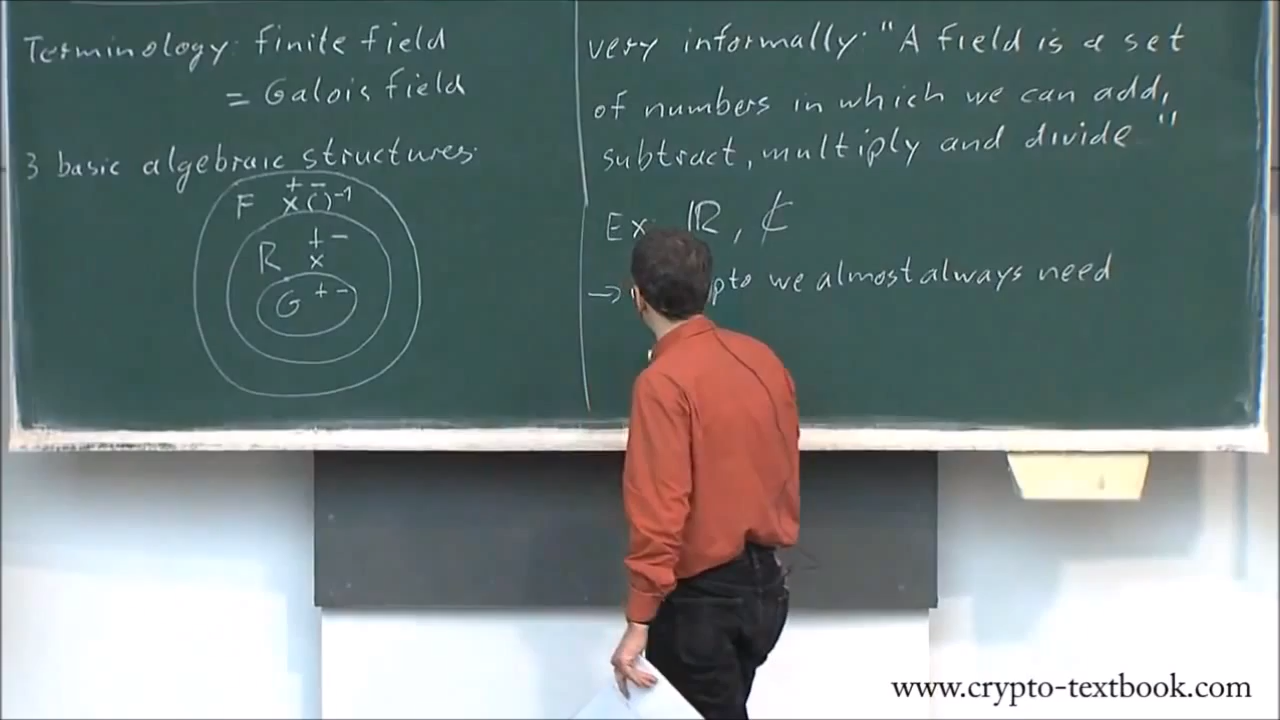 Terminology: finite field
= Galois field
3 basic algebraic structures:
F + - × ( )⁻¹
R + - ×
G + -
very informally: "A field is a set
of numbers in which we can add,
subtract, multiply and divide"
Ex: ℝ, ℂ
→ we almost always need
www.crypto-textbook.com